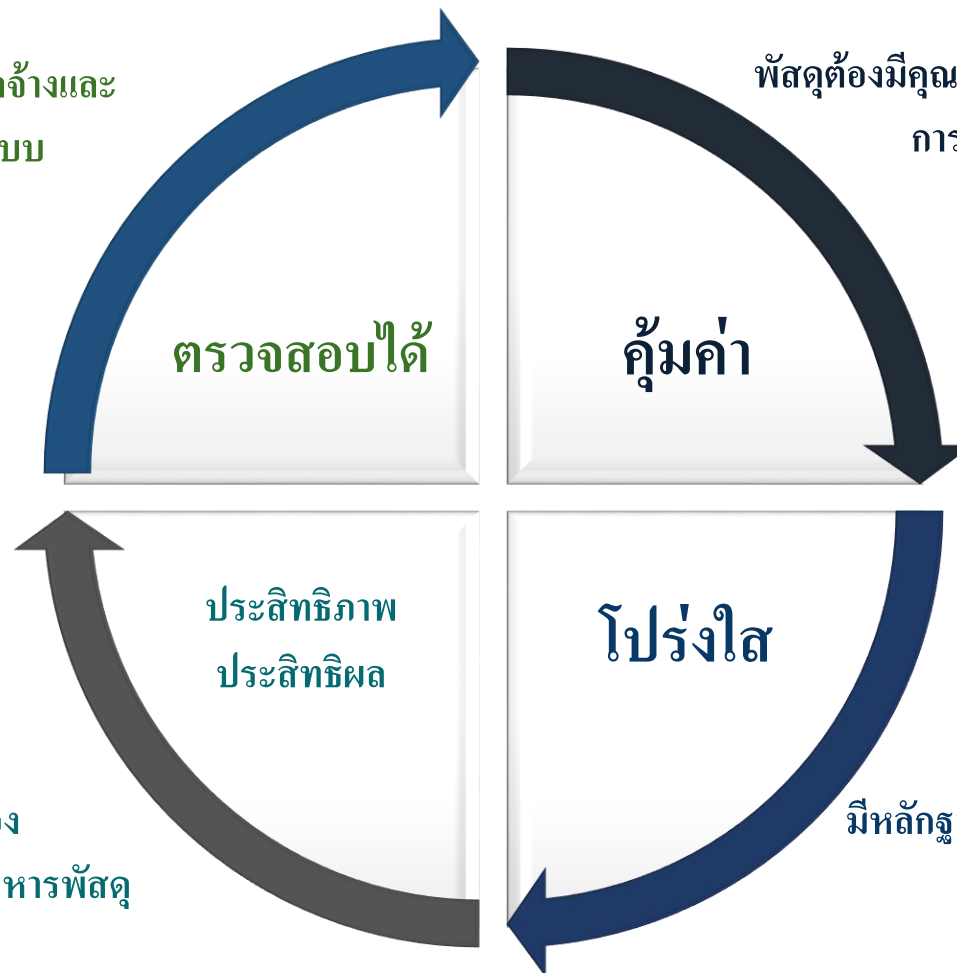 จ้างและ
พัสดุต้องมีคุณ
การ
ตรวจสอบได้
คุ้มค่า
ประสิทธิภาพ
ประสิทธิผล
โปร่งใส
มีหลักฐ
หารพัสดุ